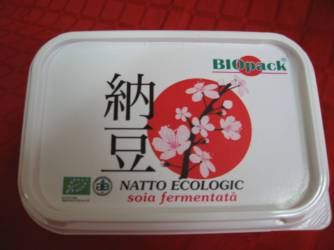 BIOpack®
納豆
NATTO ECOLOGIC
soia fermentată